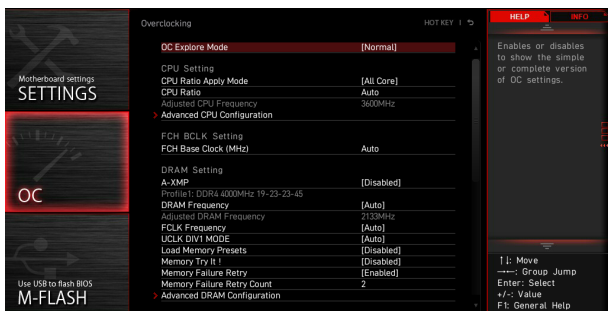 Motherboard settings
SETTINGS
OC
Use USB to flash BIOS
M-FLASH
Overclocking
HOT KEY
OC Explore Mode [Normal]
CPU Setting
CPU Ratio Apply Mode [All Core]
CPU Ratio Auto
Adjusted CPU Frequency 3600MHz
Advanced CPU Configuration
FCH BCLK Setting
FCH Base Clock (MHz) Auto
DRAM Setting
A-XMP [Disabled]
Profile1: DDR4 4000MHz 19-23-23-45
DRAM Frequency [Auto]
Adjusted DRAM Frequency 2133MHz
FCLK Frequency [Auto]
UCLK DIV1 MODE [Auto]
Load Memory Presets [Disabled]
Memory Try It ! [Disabled]
Memory Failure Retry [Enabled]
Memory Failure Retry Count 2
Advanced DRAM Configuration
HELP
INFO
Enables or disables
to show the simple
or complete version
of OC settings.
↑↓: Move
→←: Group Jump
Enter: Select
+/-: Value
F1: General Help